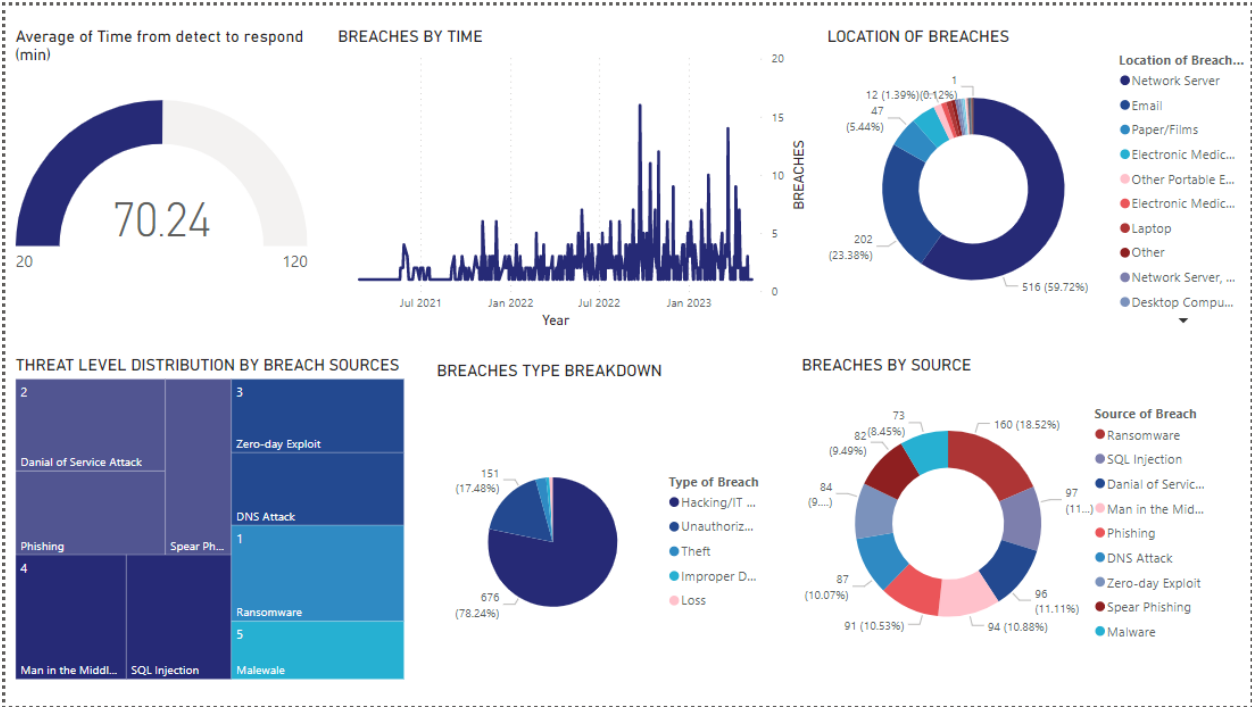 Average of Time from detect to respond
(min)
70.24
20
120
BREACHES BY TIME
20
15
10
5
0
BREACHES
Jul 2021
Jan 2022
Jul 2022
Jan 2023
Year
LOCATION OF BREACHES
1
12 (1.39%)
(0.12%)
47
(5.44%)
202
(23.38%)
516 (59.72%)
Location of Breach...
Network Server
Email
Paper/Films
Electronic Medic...
Other Portable E...
Electronic Medic...
Laptop
Other
Network Server, ...
Desktop Compu...
THREAT LEVEL DISTRIBUTION BY BREACH SOURCES
2
Danial of Service Attack
Phishing
Spear Ph...
4
Man in the Middl...
SQL Injection
3
Zero-day Exploit
DNS Attack
1
Ransomware
5
Malewale
BREACHES TYPE BREAKDOWN
151
(17.48%)
676
(78.24%)
Type of Breach
Hacking/IT ...
Unauthoriz...
Theft
Improper D...
Loss
BREACHES BY SOURCE
73
(8.45%)
82
(9.49%)
84
(9....)
87
(10.07%)
91 (10.53%)
94 (10.88%)
96
(11.11%)
97
(11...)
160 (18.52%)
Source of Breach
Ransomware
SQL Injection
Danial of Servic...
Man in the Mid...
Phishing
DNS Attack
Zero-day Exploit
Spear Phishing
Malware